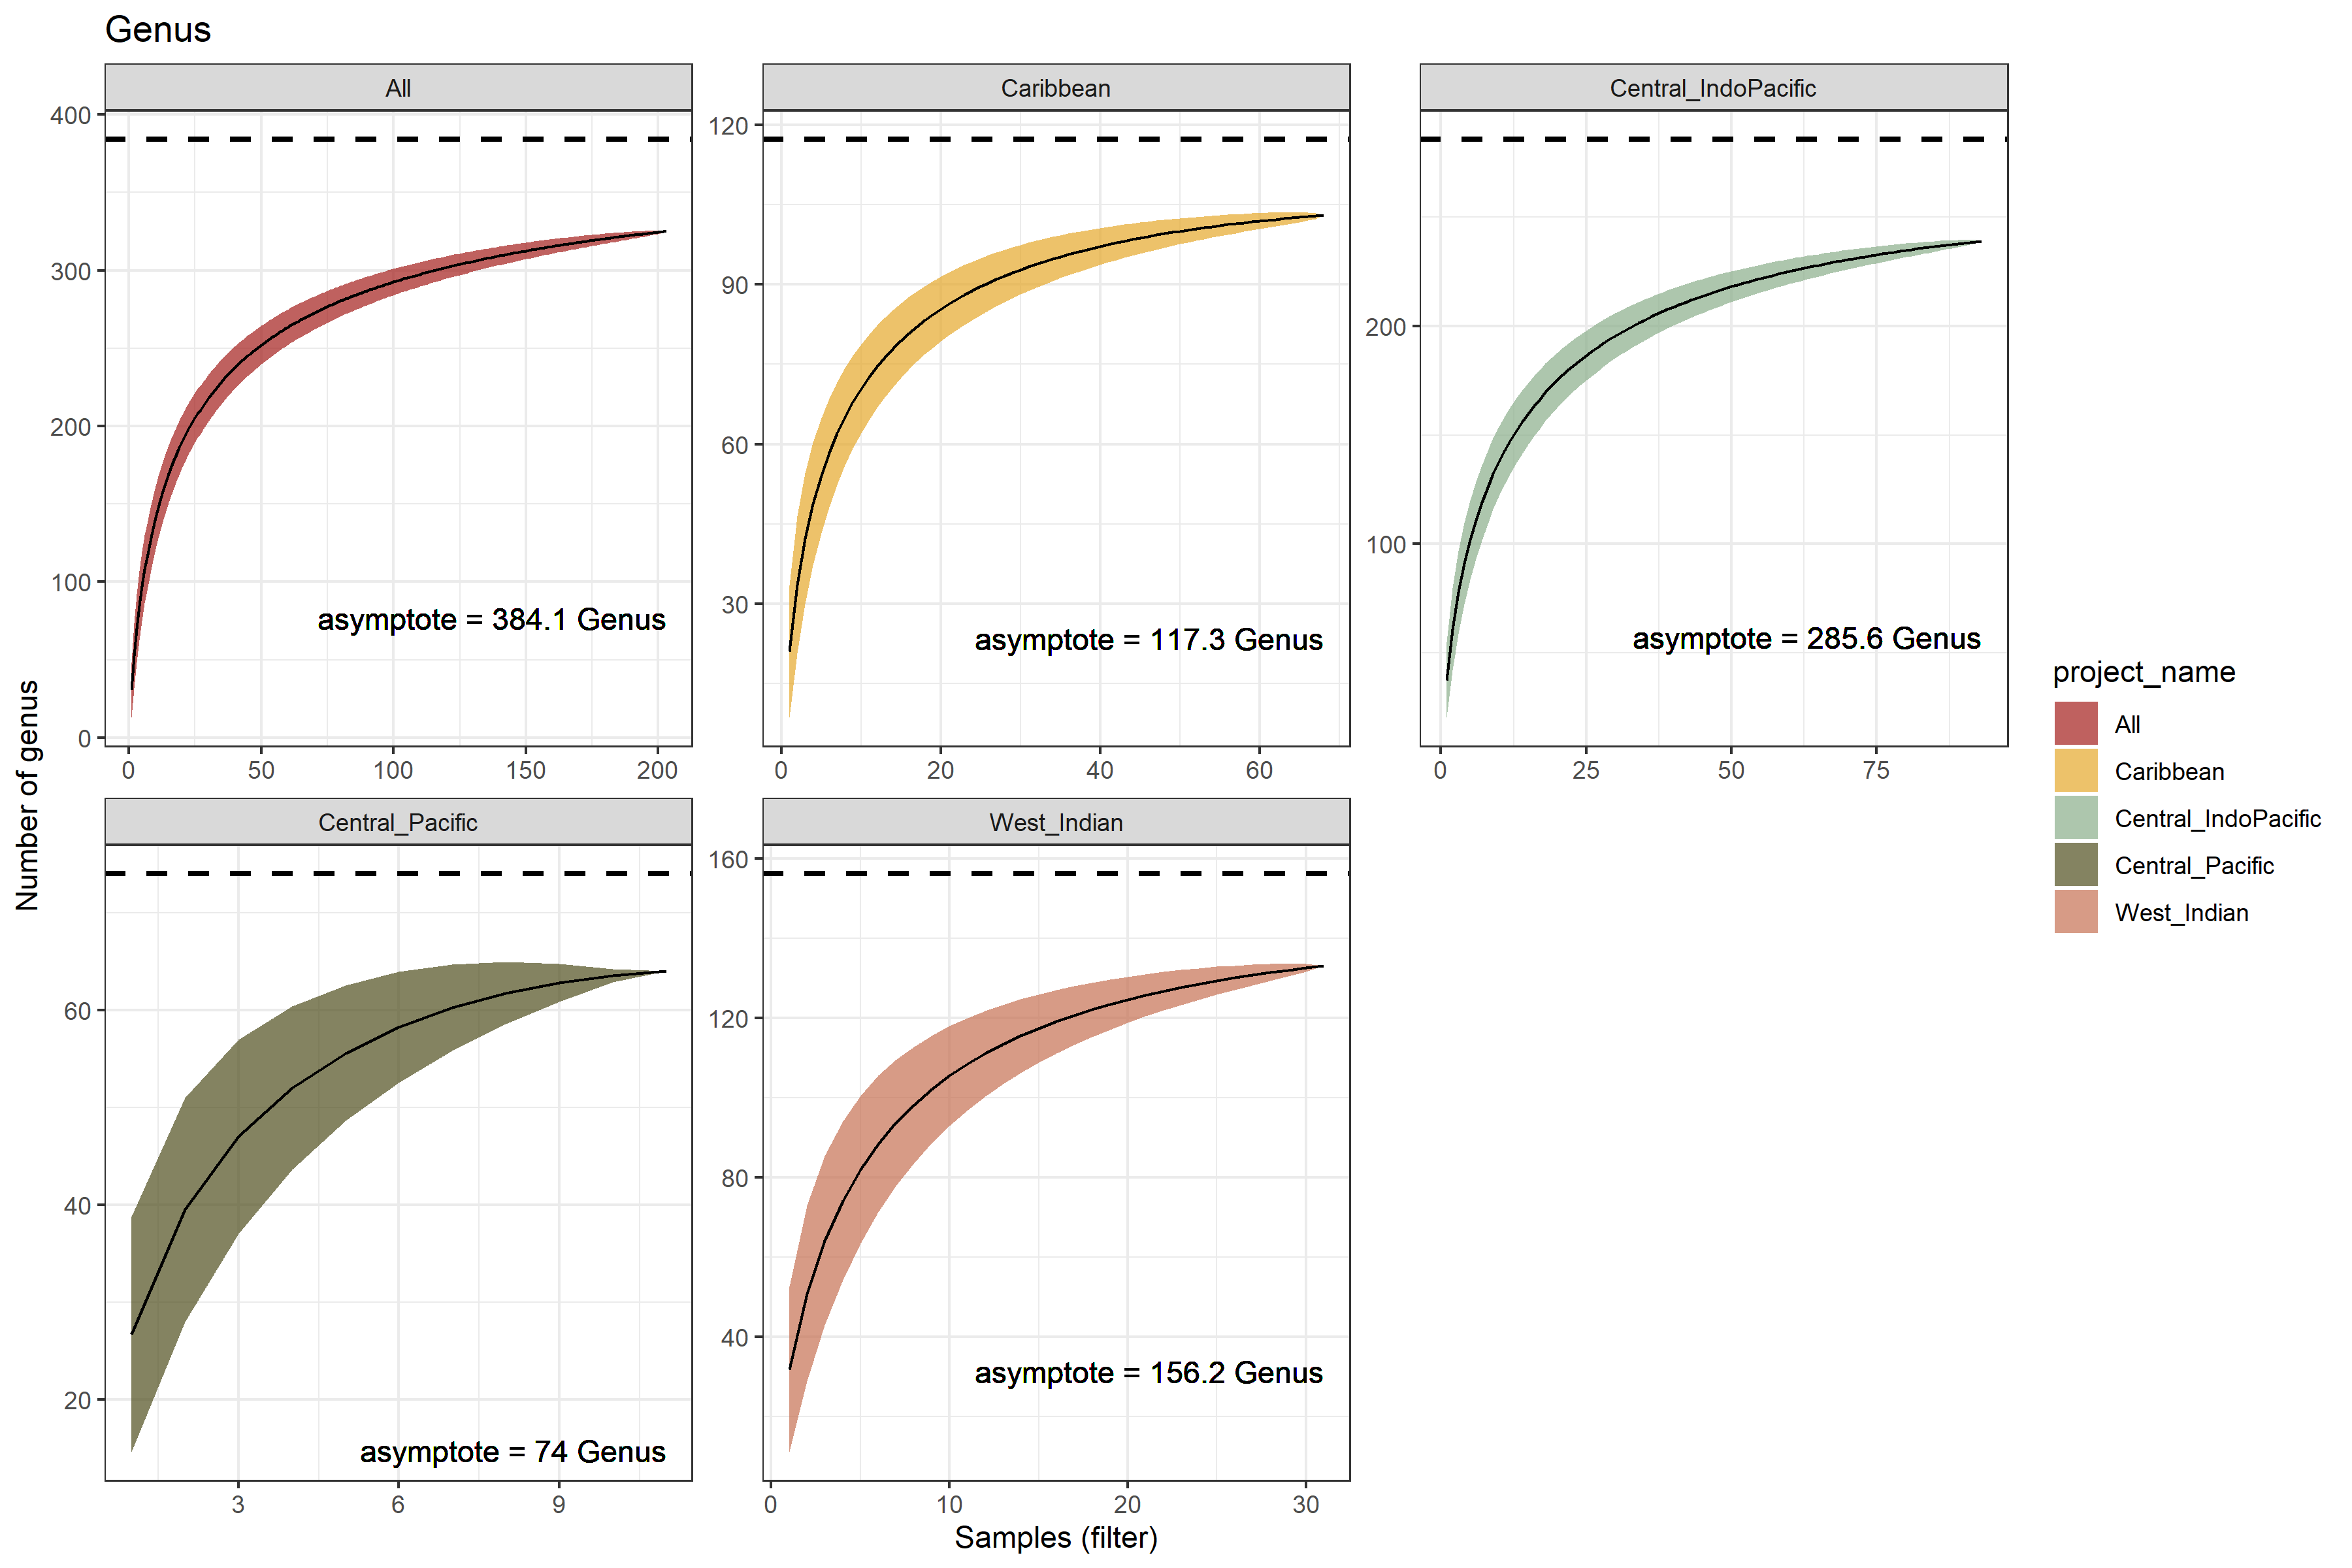 Genus
All
Caribbean
Central_IndoPacific
400
300
200
100
0
120
90
60
30
200
100
asymptote = 384.1 Genus
asymptote = 117.3 Genus
asymptote = 285.6 Genus
0 50 100 150 200
0 20 40 60
0 25 50 75
Number of genus
Central_Pacific
West_Indian
60
40
20
160
120
80
40
asymptote = 74 Genus
asymptote = 156.2 Genus
3 6 9
0 10 20 30
Samples (filter)
project_name
All
Caribbean
Central_IndoPacific
Central_Pacific
West_Indian